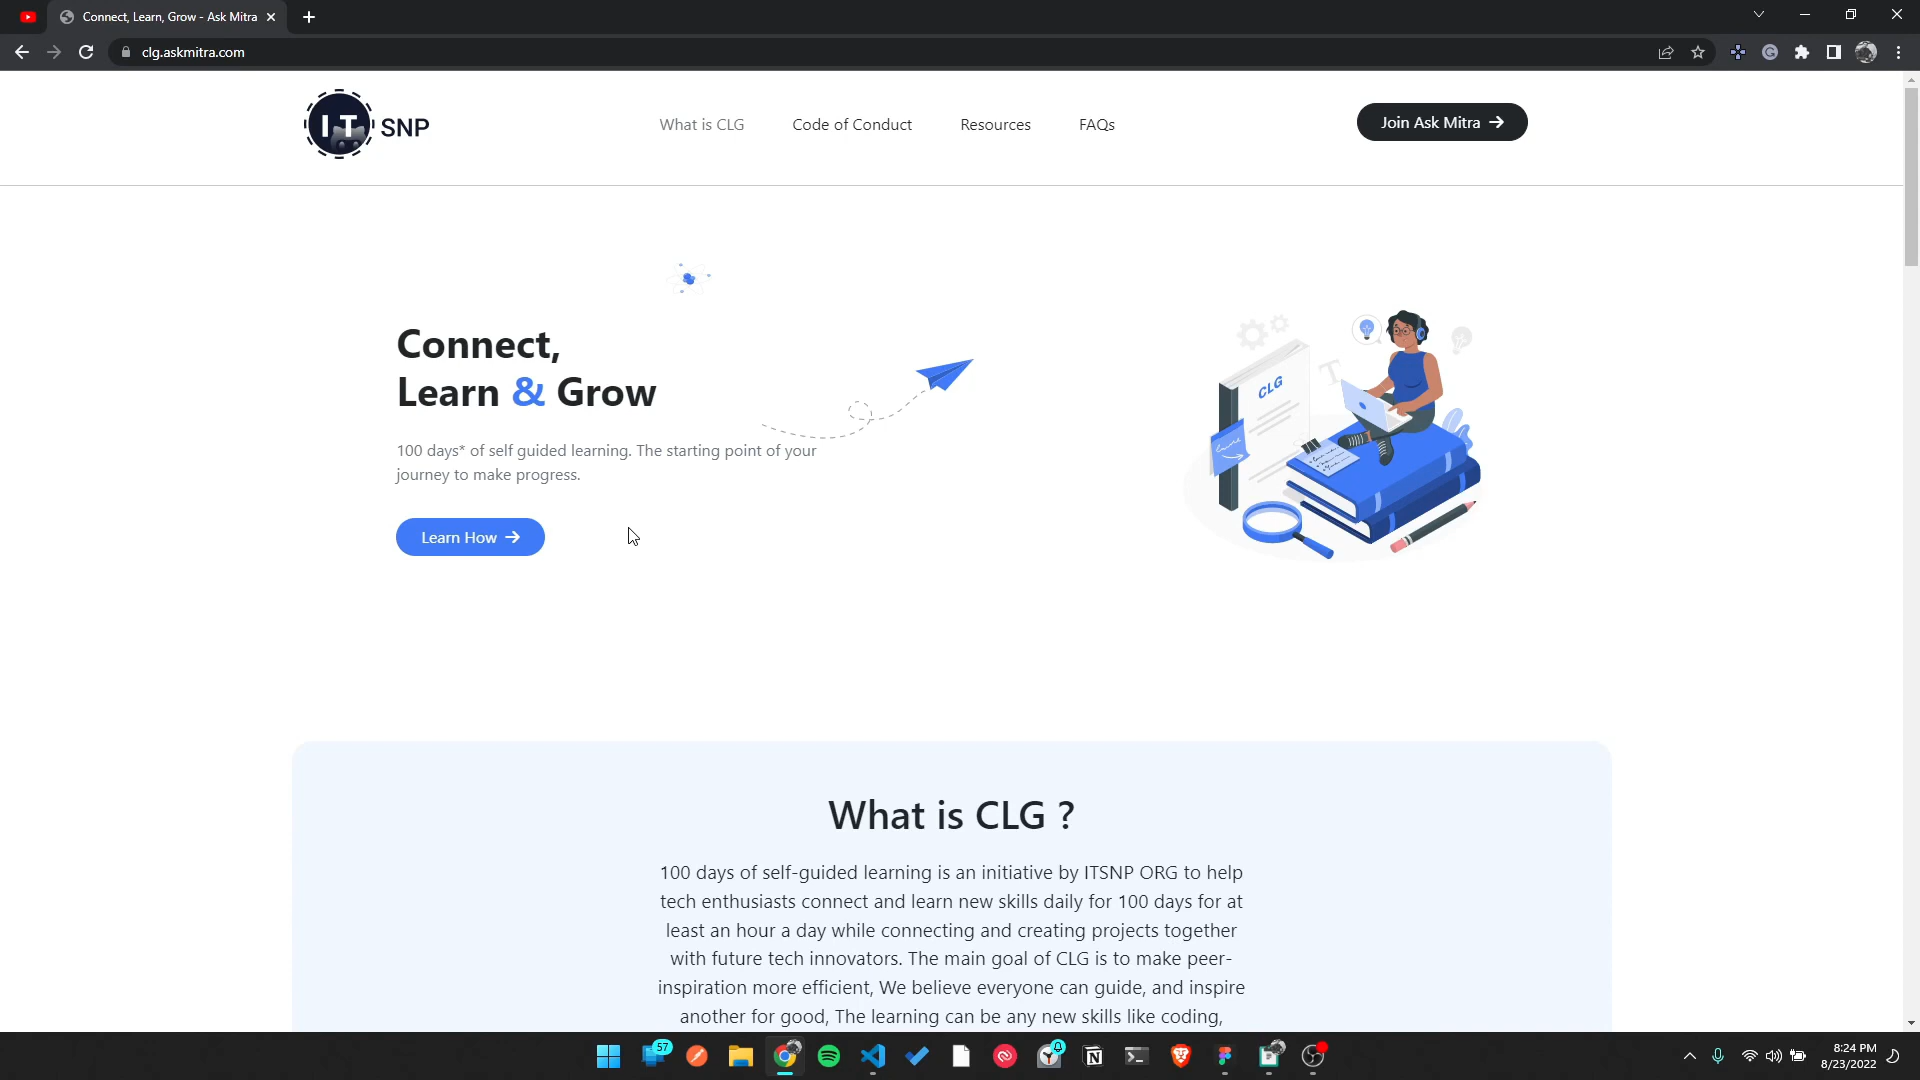 Connect, Learn, Grow - Ask Mitra
clg.askmitra.com
IT SNP
What is CLG
Code of Conduct
Resources
FAQs
Join Ask Mitra
Connect,
Learn & Grow
100 days* of self guided learning. The starting point of your
journey to make progress.
Learn How
CLG
T
What is CLG ?
100 days of self-guided learning is an initiative by ITSNP ORG to help
tech enthusiasts connect and learn new skills daily for 100 days for at
least an hour a day while connecting and creating projects together
with future tech innovators. The main goal of CLG is to make peer-
inspiration more efficient, We believe everyone can guide, and inspire
another for good, The learning can be any new skills like coding,
57
8:24 PM
8/23/2022